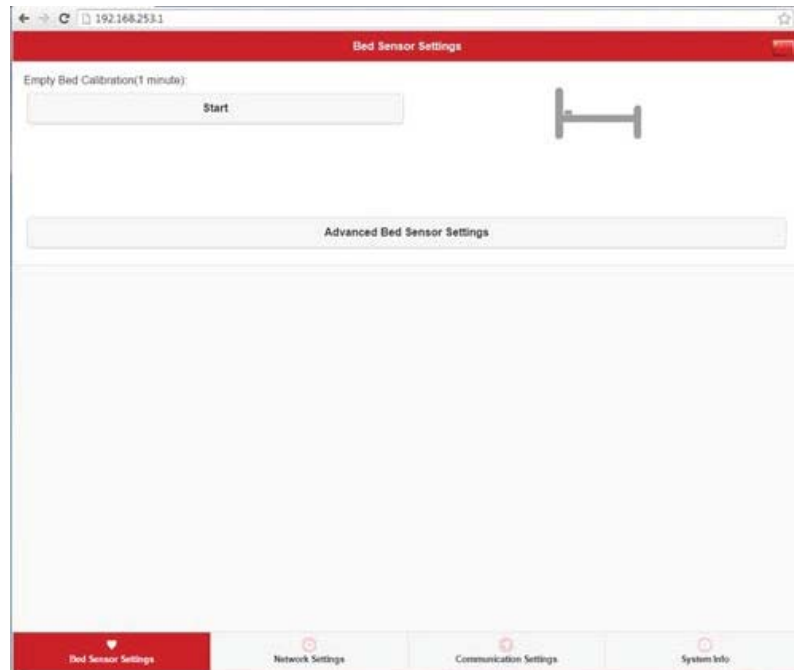 192.168.253.1
Bed Sensor Settings
Empty Bed Calibration(1 minute):
Start
Advanced Bed Sensor Settings
Bed Sensor Settings
Network Settings
Communication Settings
System Info